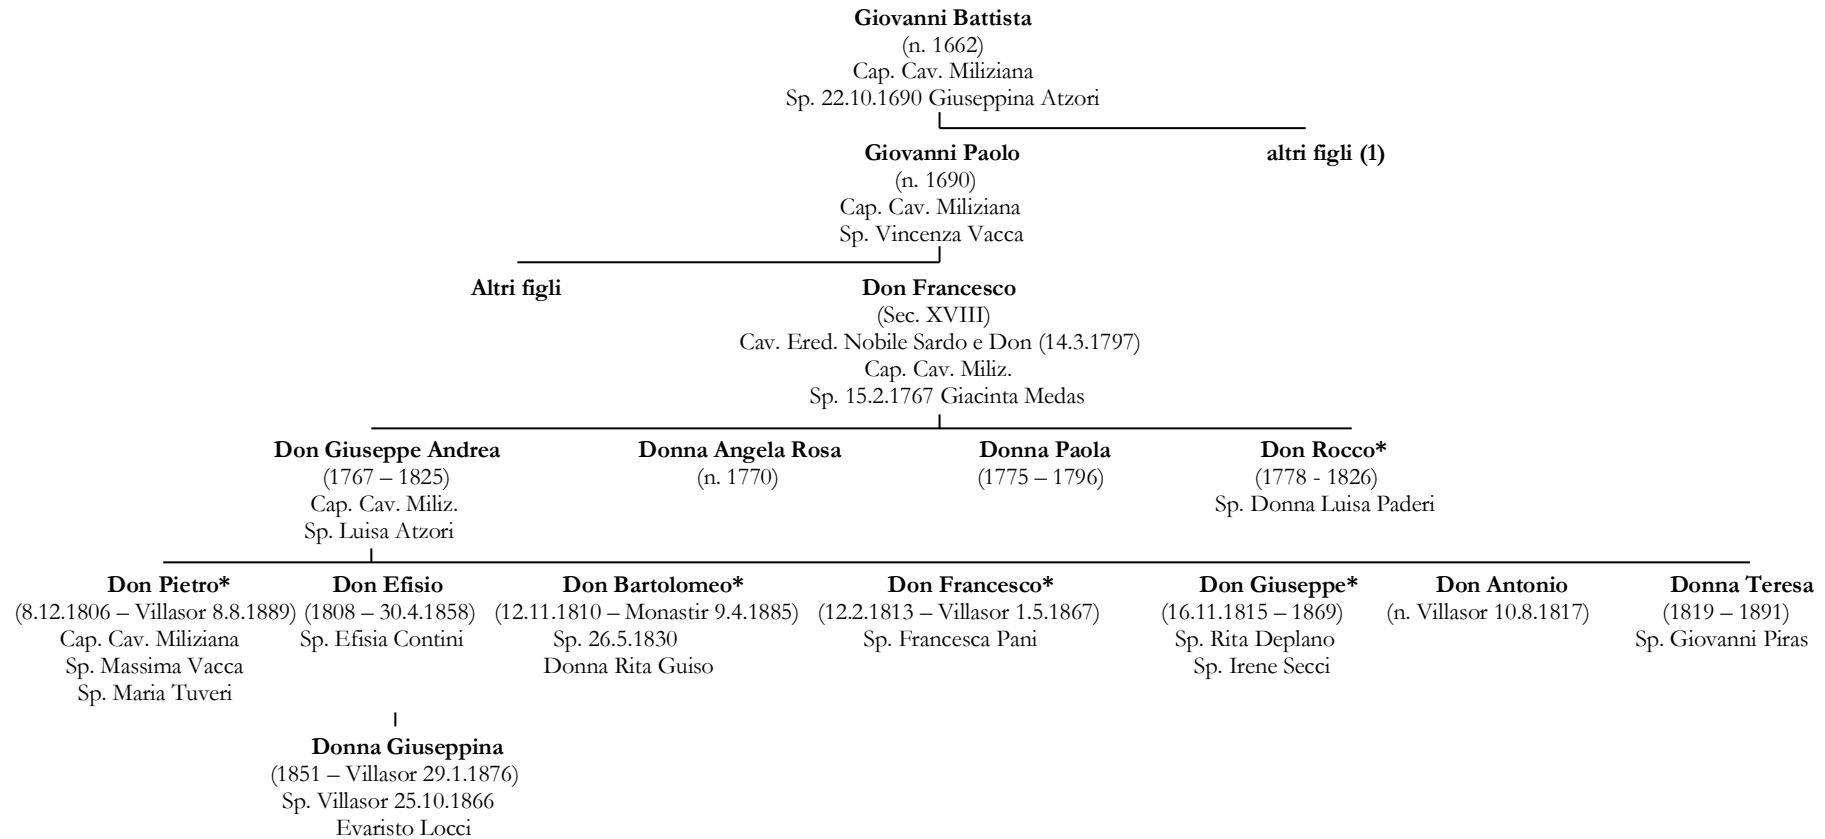 Giovanni Battista
(n. 1662)
Cap. Cav. Miliziana
Sp. 22.10.1690 Giuseppina Atzori
Giovanni Paolo
altri figli (1)
(n. 1690)
Cap. Cav. Miliziana
Sp. Vincenza Vacca
Altri figli
Don Francesco
(Sec. XVIII)
Cav. Ered. Nobile Sardo e Don (14.3.1797)
Cap. Cav. Miliz.
Sp. 15.2.1767 Giacinta Medas
Don Giuseppe Andrea
(1767 – 1825)
Cap. Cav. Miliz.
Sp. Luisa Atzori
Donna Angela Rosa
(n. 1770)
Donna Paola
(1775 – 1796)
Don Rocco*
(1778 - 1826)
Sp. Donna Luisa Paderi
Don Pietro*
(8.12.1806 – Villasor 8.8.1889)
Cap. Cav. Miliziana
Sp. Massima Vacca
Sp. Maria Tuveri
Don Efisio
(1808 – 30.4.1858)
Sp. Efisia Contini
Don Bartolomeo*
(12.11.1810 – Monastir 9.4.1885)
Sp. 26.5.1830
Donna Rita Guiso
Don Francesco*
(12.2.1813 – Villasor 1.5.1867)
Sp. Francesca Pani
Don Giuseppe*
(16.11.1815 – 1869)
Sp. Rita Deplano
Sp. Irene Secci
Don Antonio
(n. Villasor 10.8.1817)
Donna Teresa
(1819 – 1891)
Sp. Giovanni Piras
Donna Giuseppina
(1851 – Villasor 29.1.1876)
Sp. Villasor 25.10.1866
Evaristo Locci